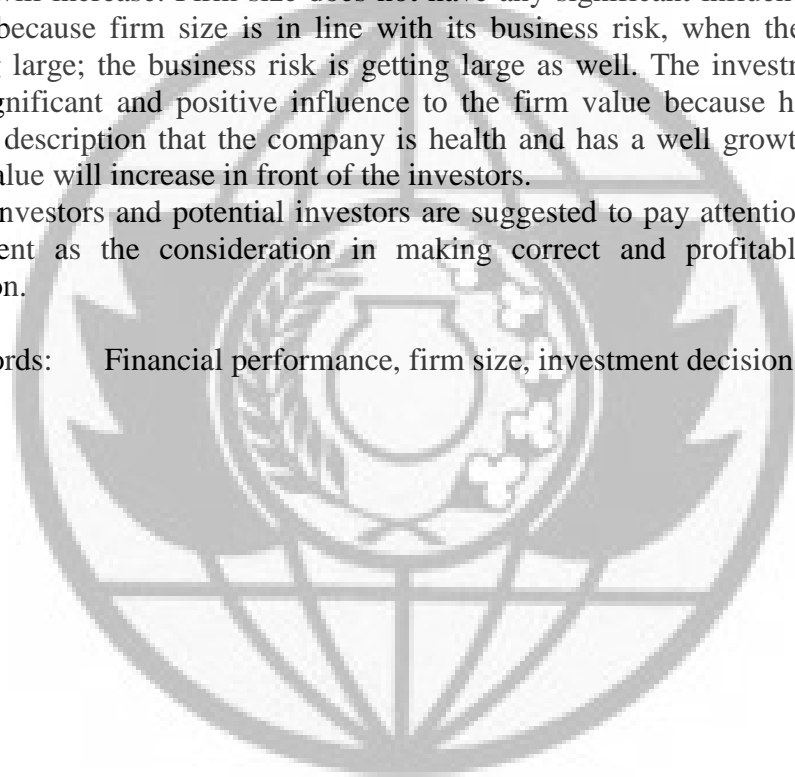 will increase. Firm size does not have any significant influen
because firm size is in line with its business risk, when the
g large; the business risk is getting large as well. The invest
gnificant and positive influence to the firm value because h
description that the company is health and has a well growt
alue will increase in front of the investors.
nvestors and potential investors are suggested to pay attentio
ent as the consideration in making correct and profitabl
on.
ords: Financial performance, firm size, investment decision